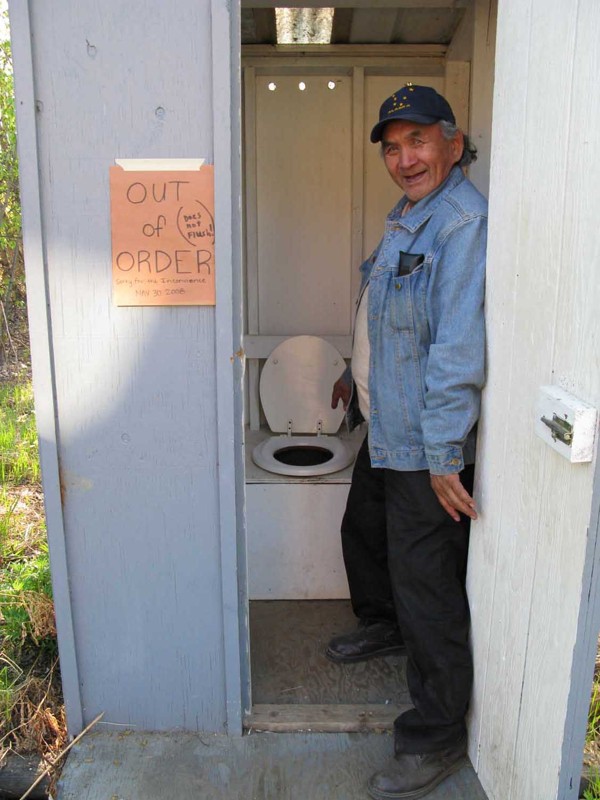 OUT
of
(DOES
not
FLUSH!)
ORDER
Sorry for the Inconvenience
MAY 30 2008